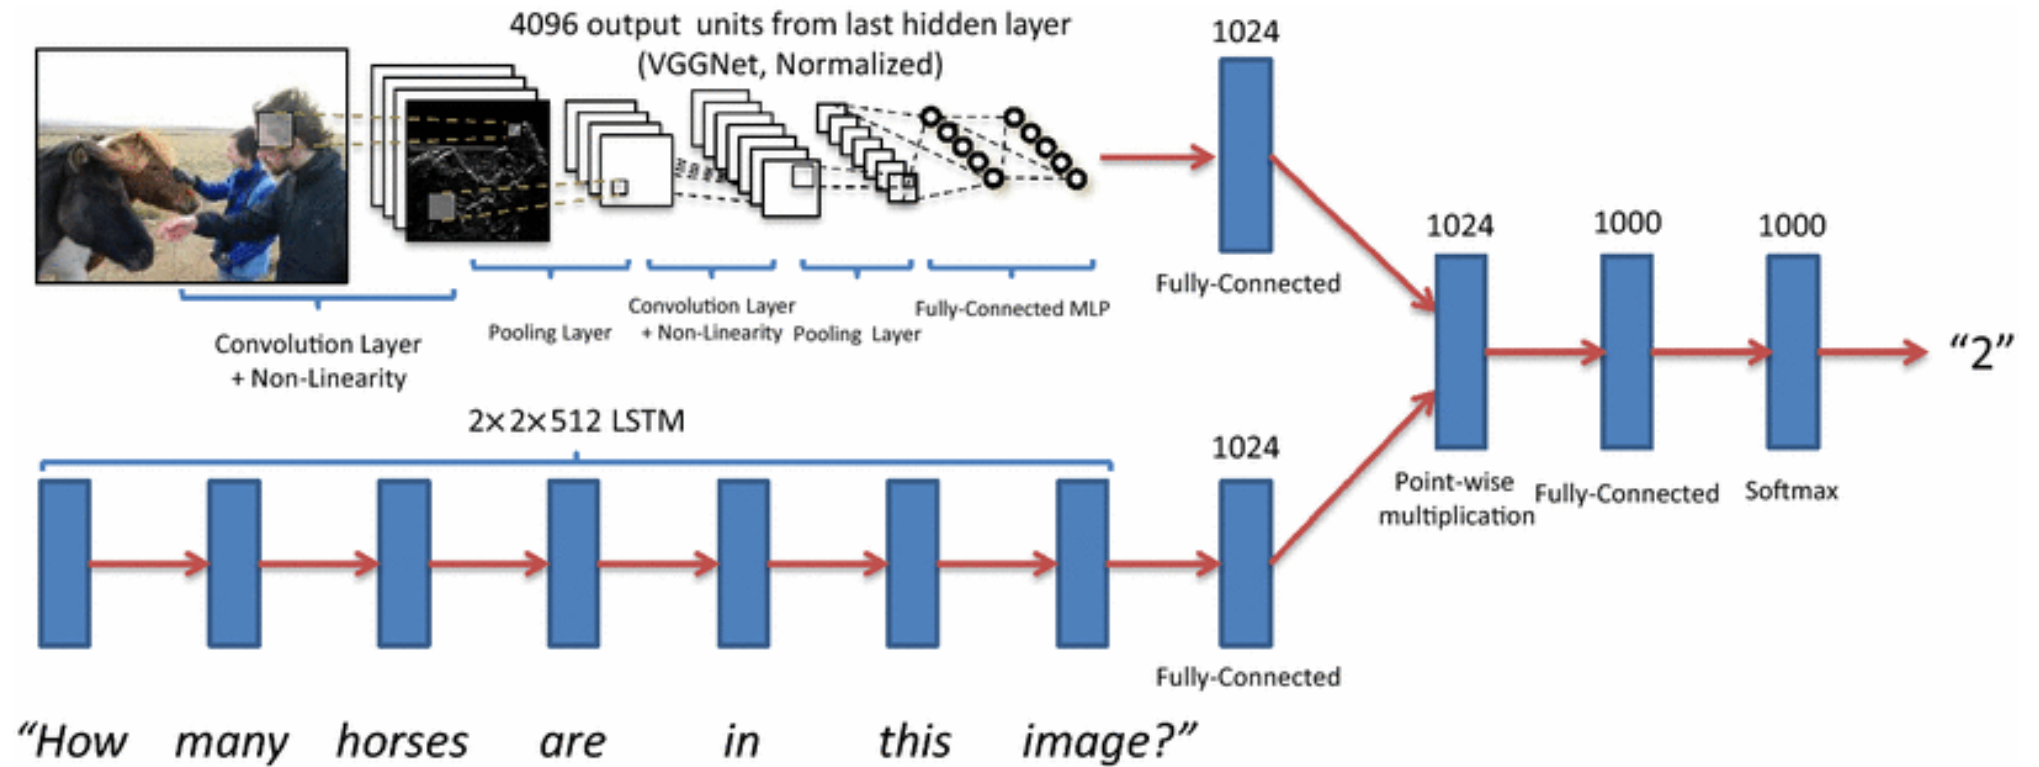 4096 output units from last hidden layer
(VGGNet, Normalized)
1024
Fully-Connected
Convolution Layer
+ Non-Linearity
Pooling Layer
Convolution Layer
+ Non-Linearity
Pooling Layer
Fully-Connected MLP
2×2×512 LSTM
1024
Fully-Connected
1024
Point-wise
multiplication
1000
Fully-Connected
1000
Softmax
“2”
“How many horses are in this image?”